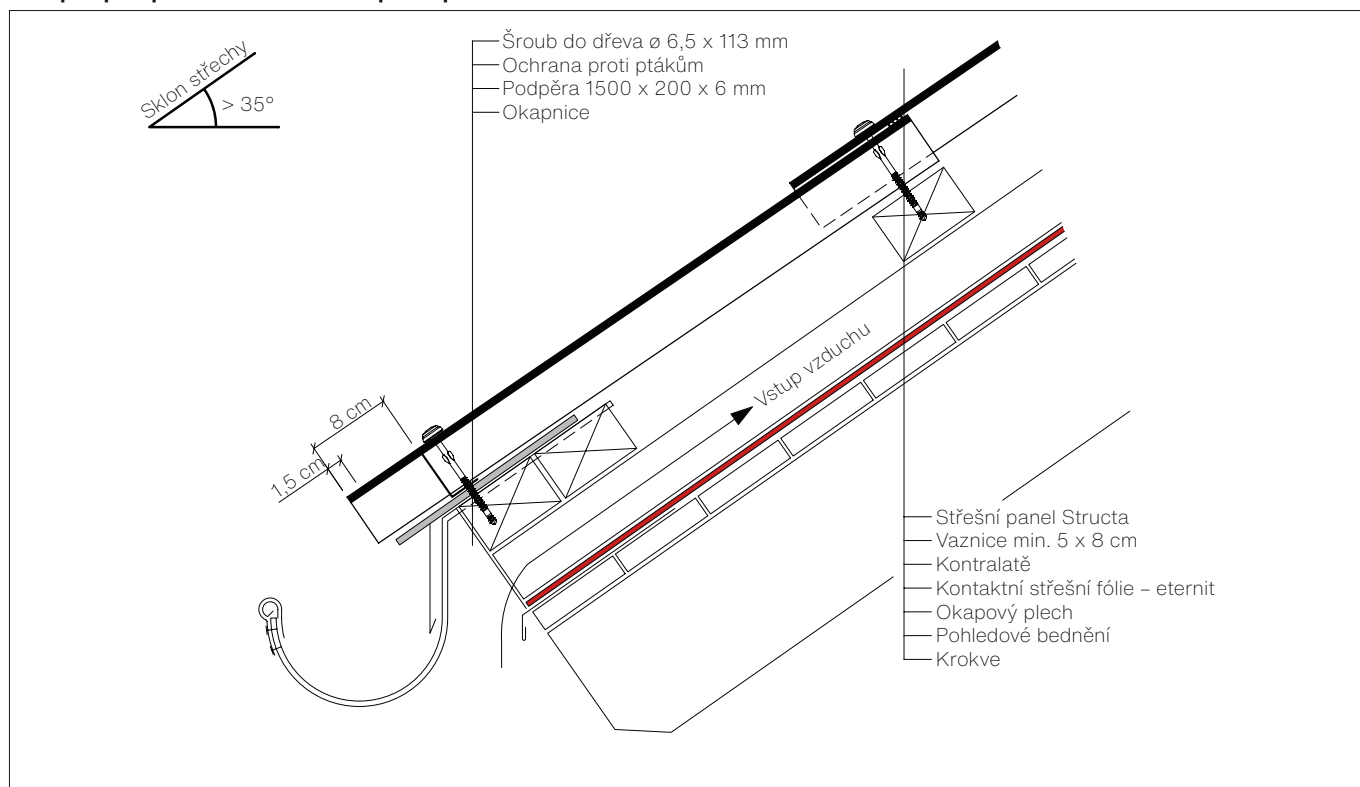 Sklon střechy
> 35°
Šroub do dřeva ø 6,5 x 113 mm
Ochrana proti ptákům
Podpěra 1500 x 200 x 6 mm
Okapnice
Vstup vzduchu
8 cm
1,5 cm
Střešní panel Structa
Vaznice min. 5 x 8 cm
Kontralatě
Kontaktní střešní fólie – eternit
Okapový plech
Pohledové bednění
Krokve